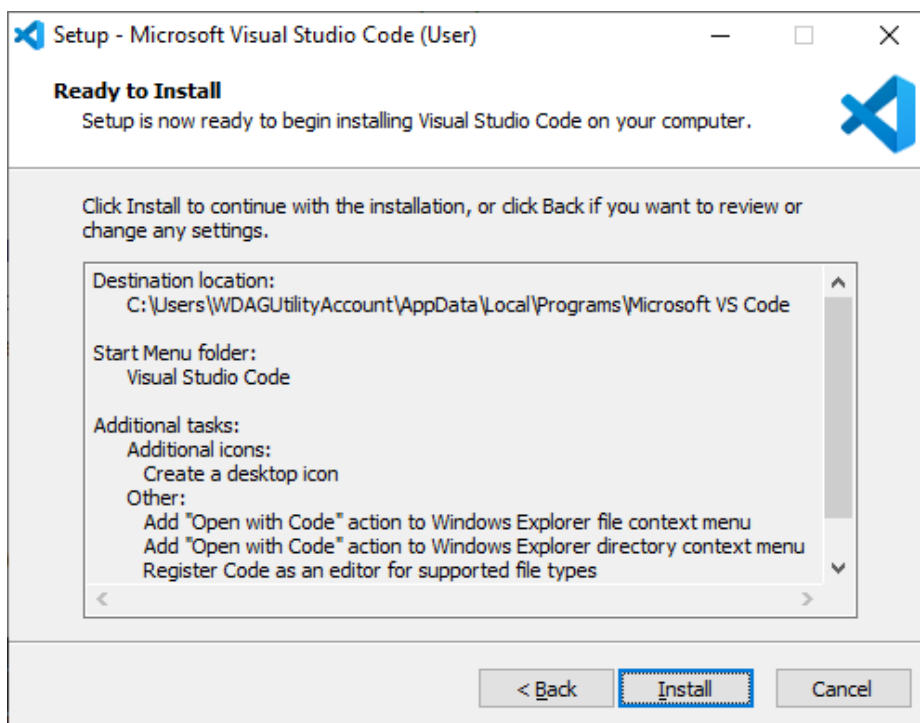 Setup - Microsoft Visual Studio Code (User)
Ready to Install
Setup is now ready to begin installing Visual Studio Code on your computer.
Click Install to continue with the installation, or click Back if you want to review or
change any settings.
Destination location:
C:\Users\WDAGUtilityAccount\AppData\Local\Programs\Microsoft VS Code
Start Menu folder:
Visual Studio Code
Additional tasks:
Additional icons:
Create a desktop icon
Other:
Add "Open with Code" action to Windows Explorer file context menu
Add "Open with Code" action to Windows Explorer directory context menu
Register Code as an editor for supported file types
< Back
Install
Cancel